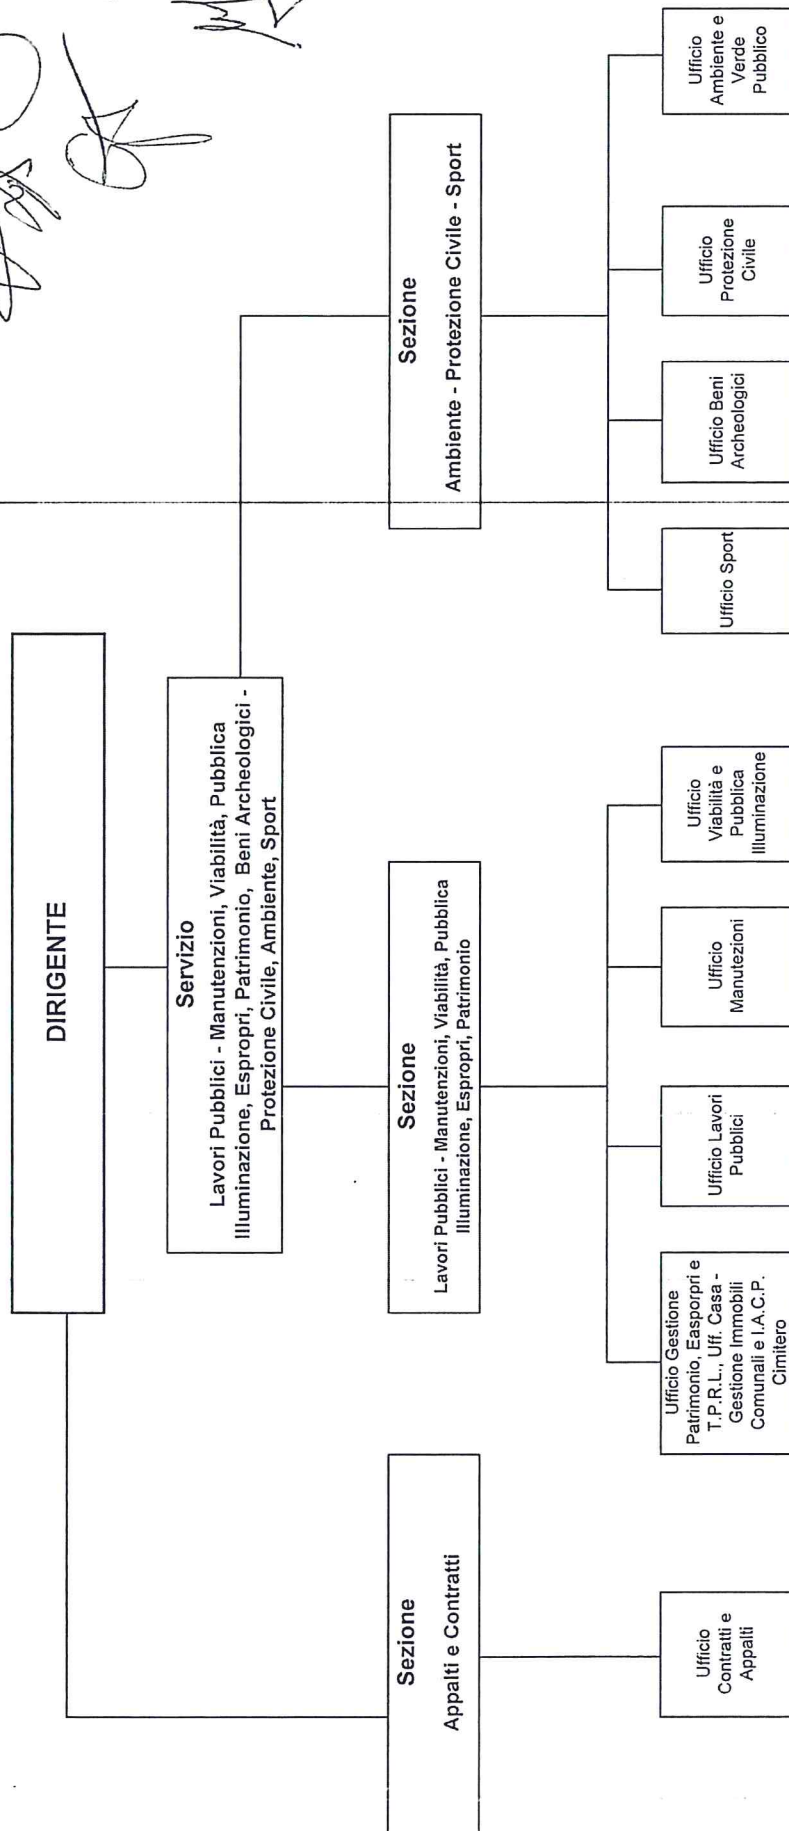 DIRIGENTE
Servizio
Lavori Pubblici - Manutenzioni, Viabilità, Pubblica
Illuminazione, Espropri, Patrimonio, Beni Archeologici -
Protezione Civile, Ambiente, Sport
Sezione
Appalti e Contratti
Sezione
Lavori Pubblici - Manutenzioni, Viabilità, Pubblica
Illuminazione, Espropri, Patrimonio
Sezione
Ambiente - Protezione Civile - Sport
Ufficio
Contratti e
Appalti
Ufficio Gestione
Patrimonio, Easporpri e
T.P.R.L., Uff. Casa -
Gestione Immobili
Comunali e I.A.C.P.
Cimitero
Ufficio Lavori
Pubblici
Ufficio
Manutezioni
Ufficio
Viabilità e
Pubblica
Illuminazione
Ufficio Sport
Ufficio Beni
Archeologici
Ufficio
Protezione
Civile
Ufficio
Ambiente e
Verde
Pubblico